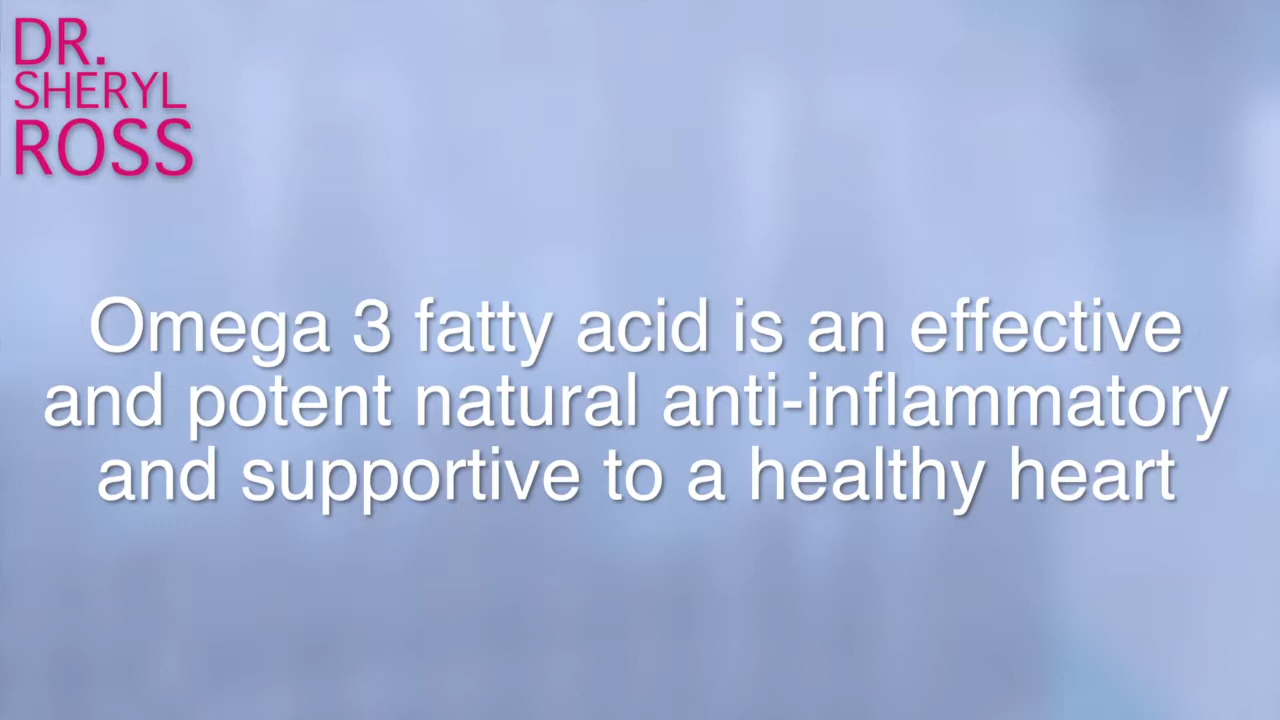 DR.
SHERYL
ROSS
Omega 3 fatty acid is an effective
and potent natural anti-inflammatory
and supportive to a healthy heart